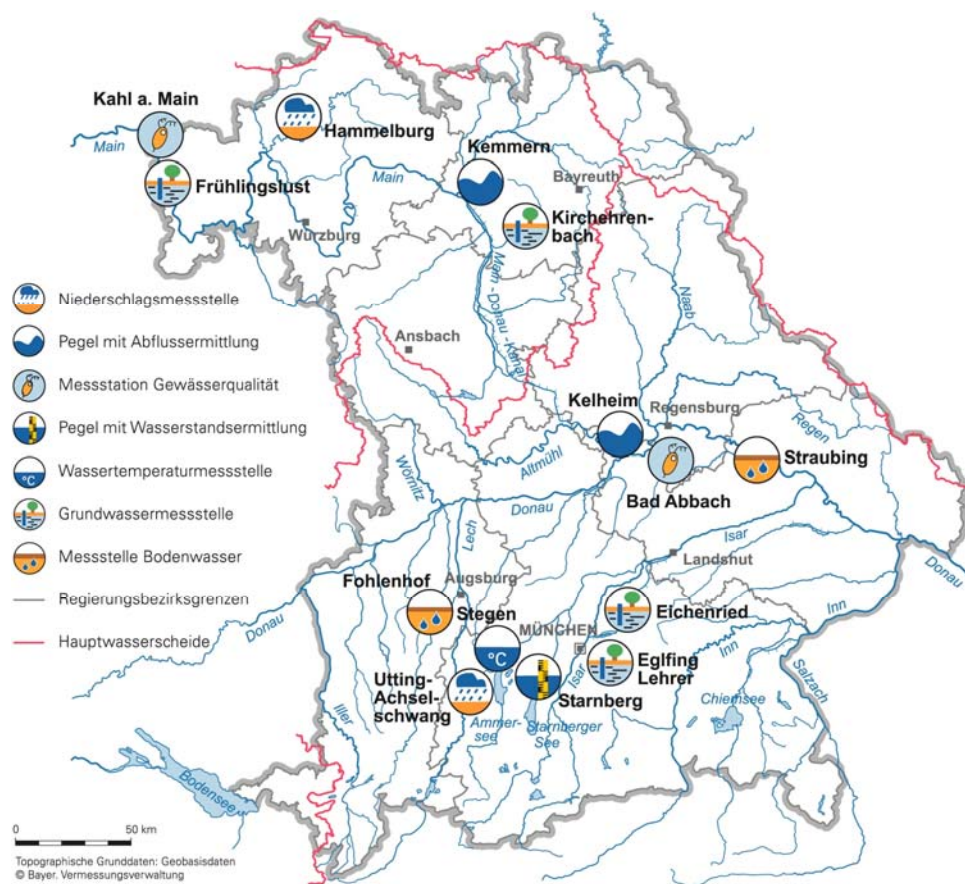 Kahl a. Main
Main
Hammelburg
Frühlingslust
Main
Kemmern
Bayreuth
Kirchehren-
bach
Würzburg
Main - Donau - Kanal
Naab
Ansbach
Niederschlagsmessstelle
Pegel mit Abflussermittlung
Messstation Gewässerqualität
Pegel mit Wasserstandsermittlung
°C
Wassertemperaturmessstelle
Grundwassermessstelle
Messstelle Bodenwasser
Regierungsbezirksgrenzen
Hauptwasserscheide
Kelheim
Regensburg
Regen
Straubing
Bad Abbach
Altmühl
Wörnitz
Donau
Lech
Isar
Landshut
Donau
Fohlenhof
Augsburg
Stegen
°C
MÜNCHEN
Eichenried
Inn
Inn
Donau
Utting-
Achsel-
schwang
Starnberg
Isar
Eglfing
Lehrer
Salzach
Chiemsee
Iller
Ammer-
see
Starnberger
See
Bodensee
0
50 km
Topographische Grunddaten: Geobasisdaten
© Bayer. Vermessungsverwaltung